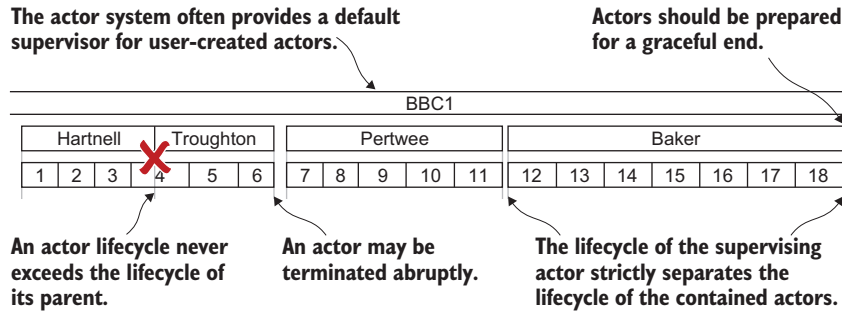 The actor system often provides a default
supervisor for user-created actors.
Actors should be prepared
for a graceful end.
BBC1
Hartnell Troughton Pertwee Baker
1 2 3 4 5 6 7 8 9 10 11 12 13 14 15 16 17 18
An actor lifecycle never
exceeds the lifecycle of
its parent.
An actor may be
terminated abruptly.
The lifecycle of the supervising
actor strictly separates the
lifecycle of the contained actors.